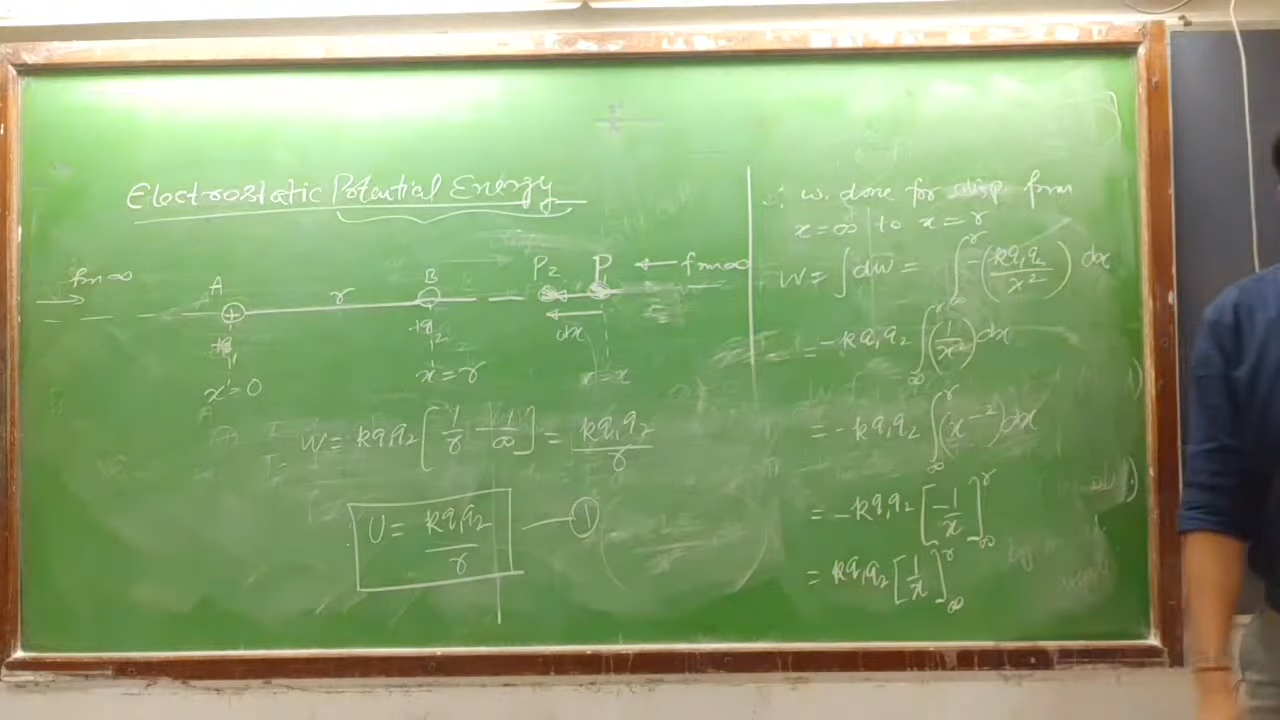 Electrostatic Potential Energy
fm ∞
A
r
B
P2
P
← fm ∞
+q1
+q2
dx
x=0
x=r
x=x
W = kq1q2 [1/r - 1/∞] = kq1q2/r
U = kq1q2/r — ①
∴ w. done for disp. from
x=∞ to x=r
W = ∫dW = ∫∞^r -(kq1q2/x²) dx
= -kq1q2 ∫∞^r (1/x²) dx
= -kq1q2 ∫∞^r (x^-2) dx
= -kq1q2 [-1/x]∞^r
= kq1q2 [1/x]∞^r